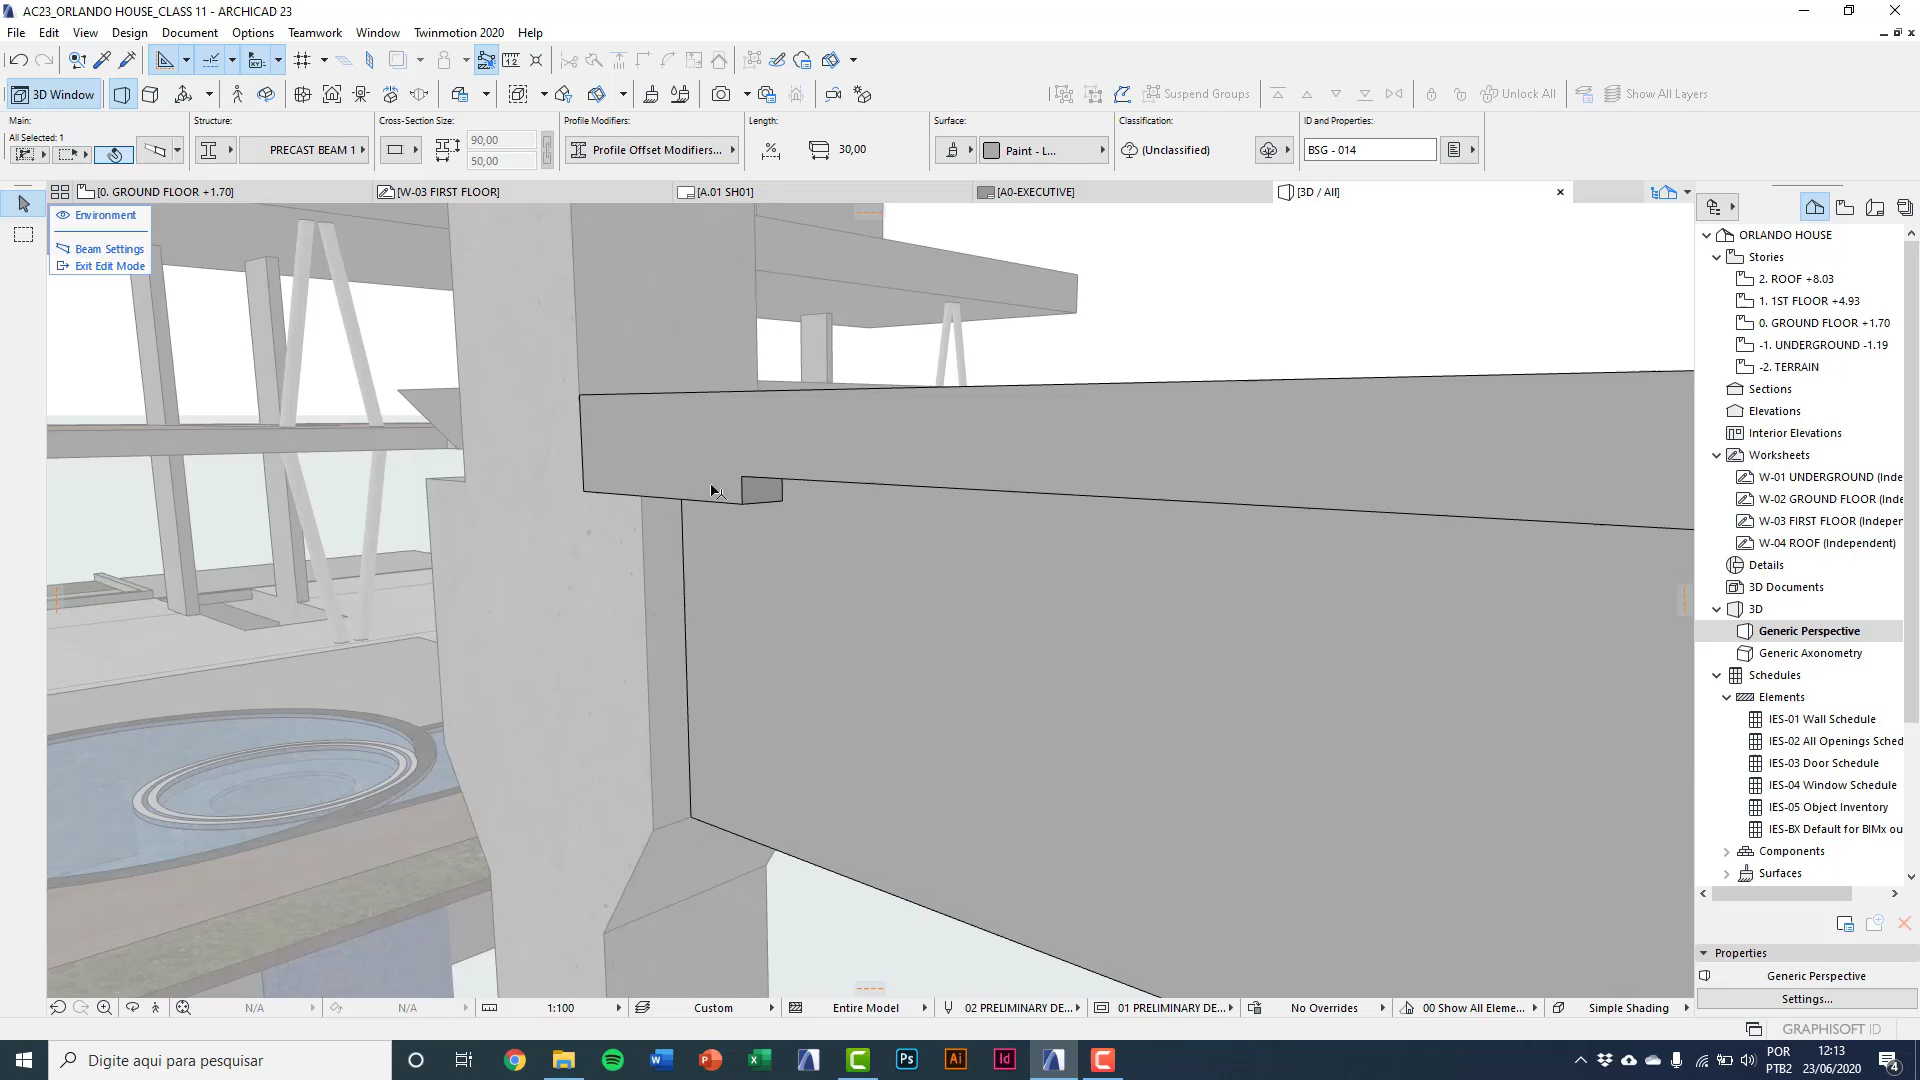 AC23_ORLANDO HOUSE_CLASS 11 - ARCHICAD 23
File Edit View Design Document Options Teamwork Window Twinmotion 2020 Help
3D Window
Suspend Groups
Unlock All
Show All Layers
Main:
All Selected: 1
Structure:
PRECAST BEAM 1
Cross-Section Size:
90,00
50,00
Profile Modifiers:
Profile Offset Modifiers...
Length:
30,00
Surface:
Paint - L...
Classification:
(Unclassified)
ID and Properties:
BSG - 014
[0. GROUND FLOOR +1.70]
[W-03 FIRST FLOOR]
[A.01 SH01]
[A0-EXECUTIVE]
[3D / All]
Environment
Beam Settings
Exit Edit Mode
ORLANDO HOUSE
Stories
2. ROOF +8.03
1. 1ST FLOOR +4.93
0. GROUND FLOOR +1.70
-1. UNDERGROUND -1.19
-2. TERRAIN
Sections
Elevations
Interior Elevations
Worksheets
W-01 UNDERGROUND (Inde
W-02 GROUND FLOOR (Inde
W-03 FIRST FLOOR (Indeper
W-04 ROOF (Independent)
Details
3D Documents
3D
Generic Perspective
Generic Axonometry
Schedules
Elements
IES-01 Wall Schedule
IES-02 All Openings Sched
IES-03 Door Schedule
IES-04 Window Schedule
IES-05 Object Inventory
IES-BX Default for BIMx ou
Components
Surfaces
Properties
Generic Perspective
Settings...
N/A
N/A
1:100
Custom
Entire Model
02 PRELIMINARY DE...
01 PRELIMINARY DE...
No Overrides
00 Show All Eleme...
Simple Shading
GRAPHISOFT ID
Digite aqui para pesquisar
POR
PTB2
12:13
23/06/2020
4